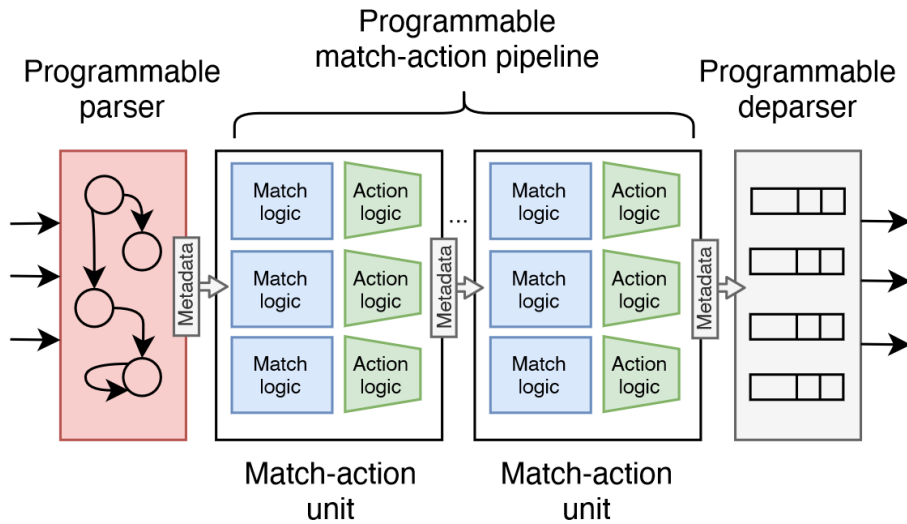 Programmable
match-action pipeline
Programmable
parser
Programmable
deparser
Match
logic
Action
logic
Match
logic
Action
logic
Match
logic
Action
logic
Metadata
...
Match
logic
Action
logic
Match
logic
Action
logic
Match
logic
Action
logic
Metadata
Metadata
Match-action
unit
Match-action
unit